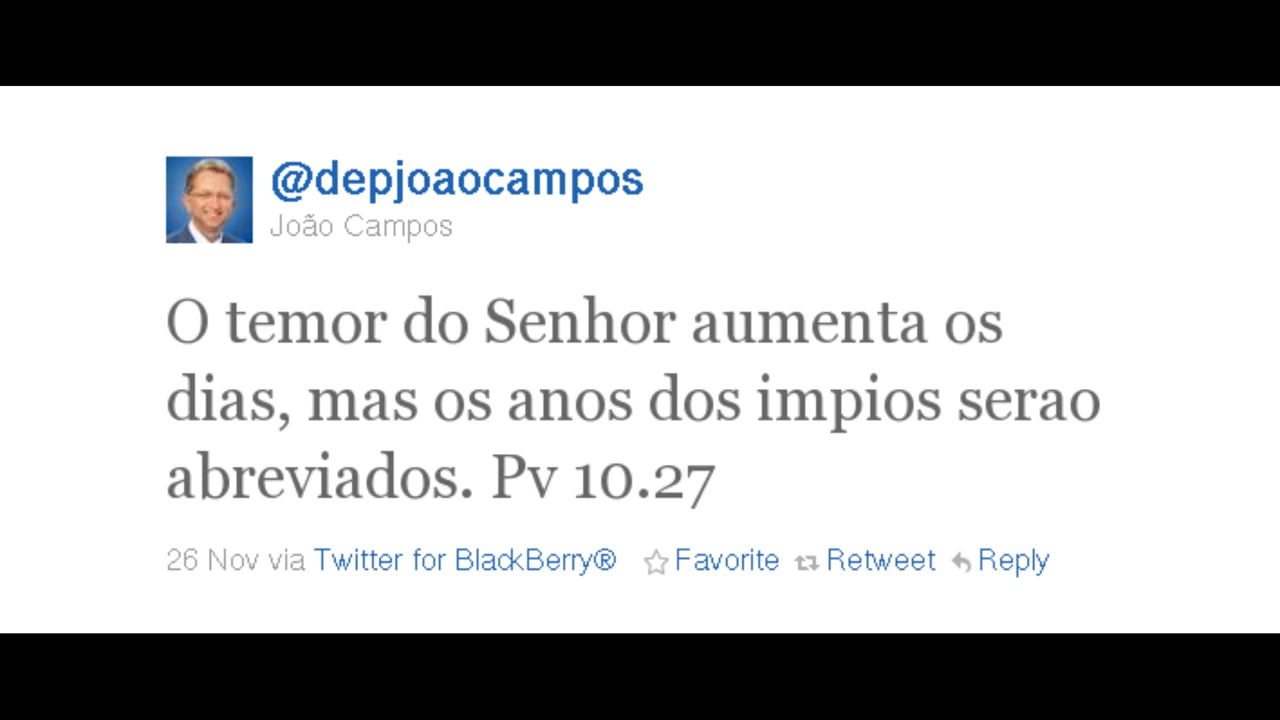 @depjoaocampos
João Campos
O temor do Senhor aumenta os
dias, mas os anos dos impios serao
abreviados. Pv 10.27
26 Nov via Twitter for BlackBerry® Favorite Retweet Reply